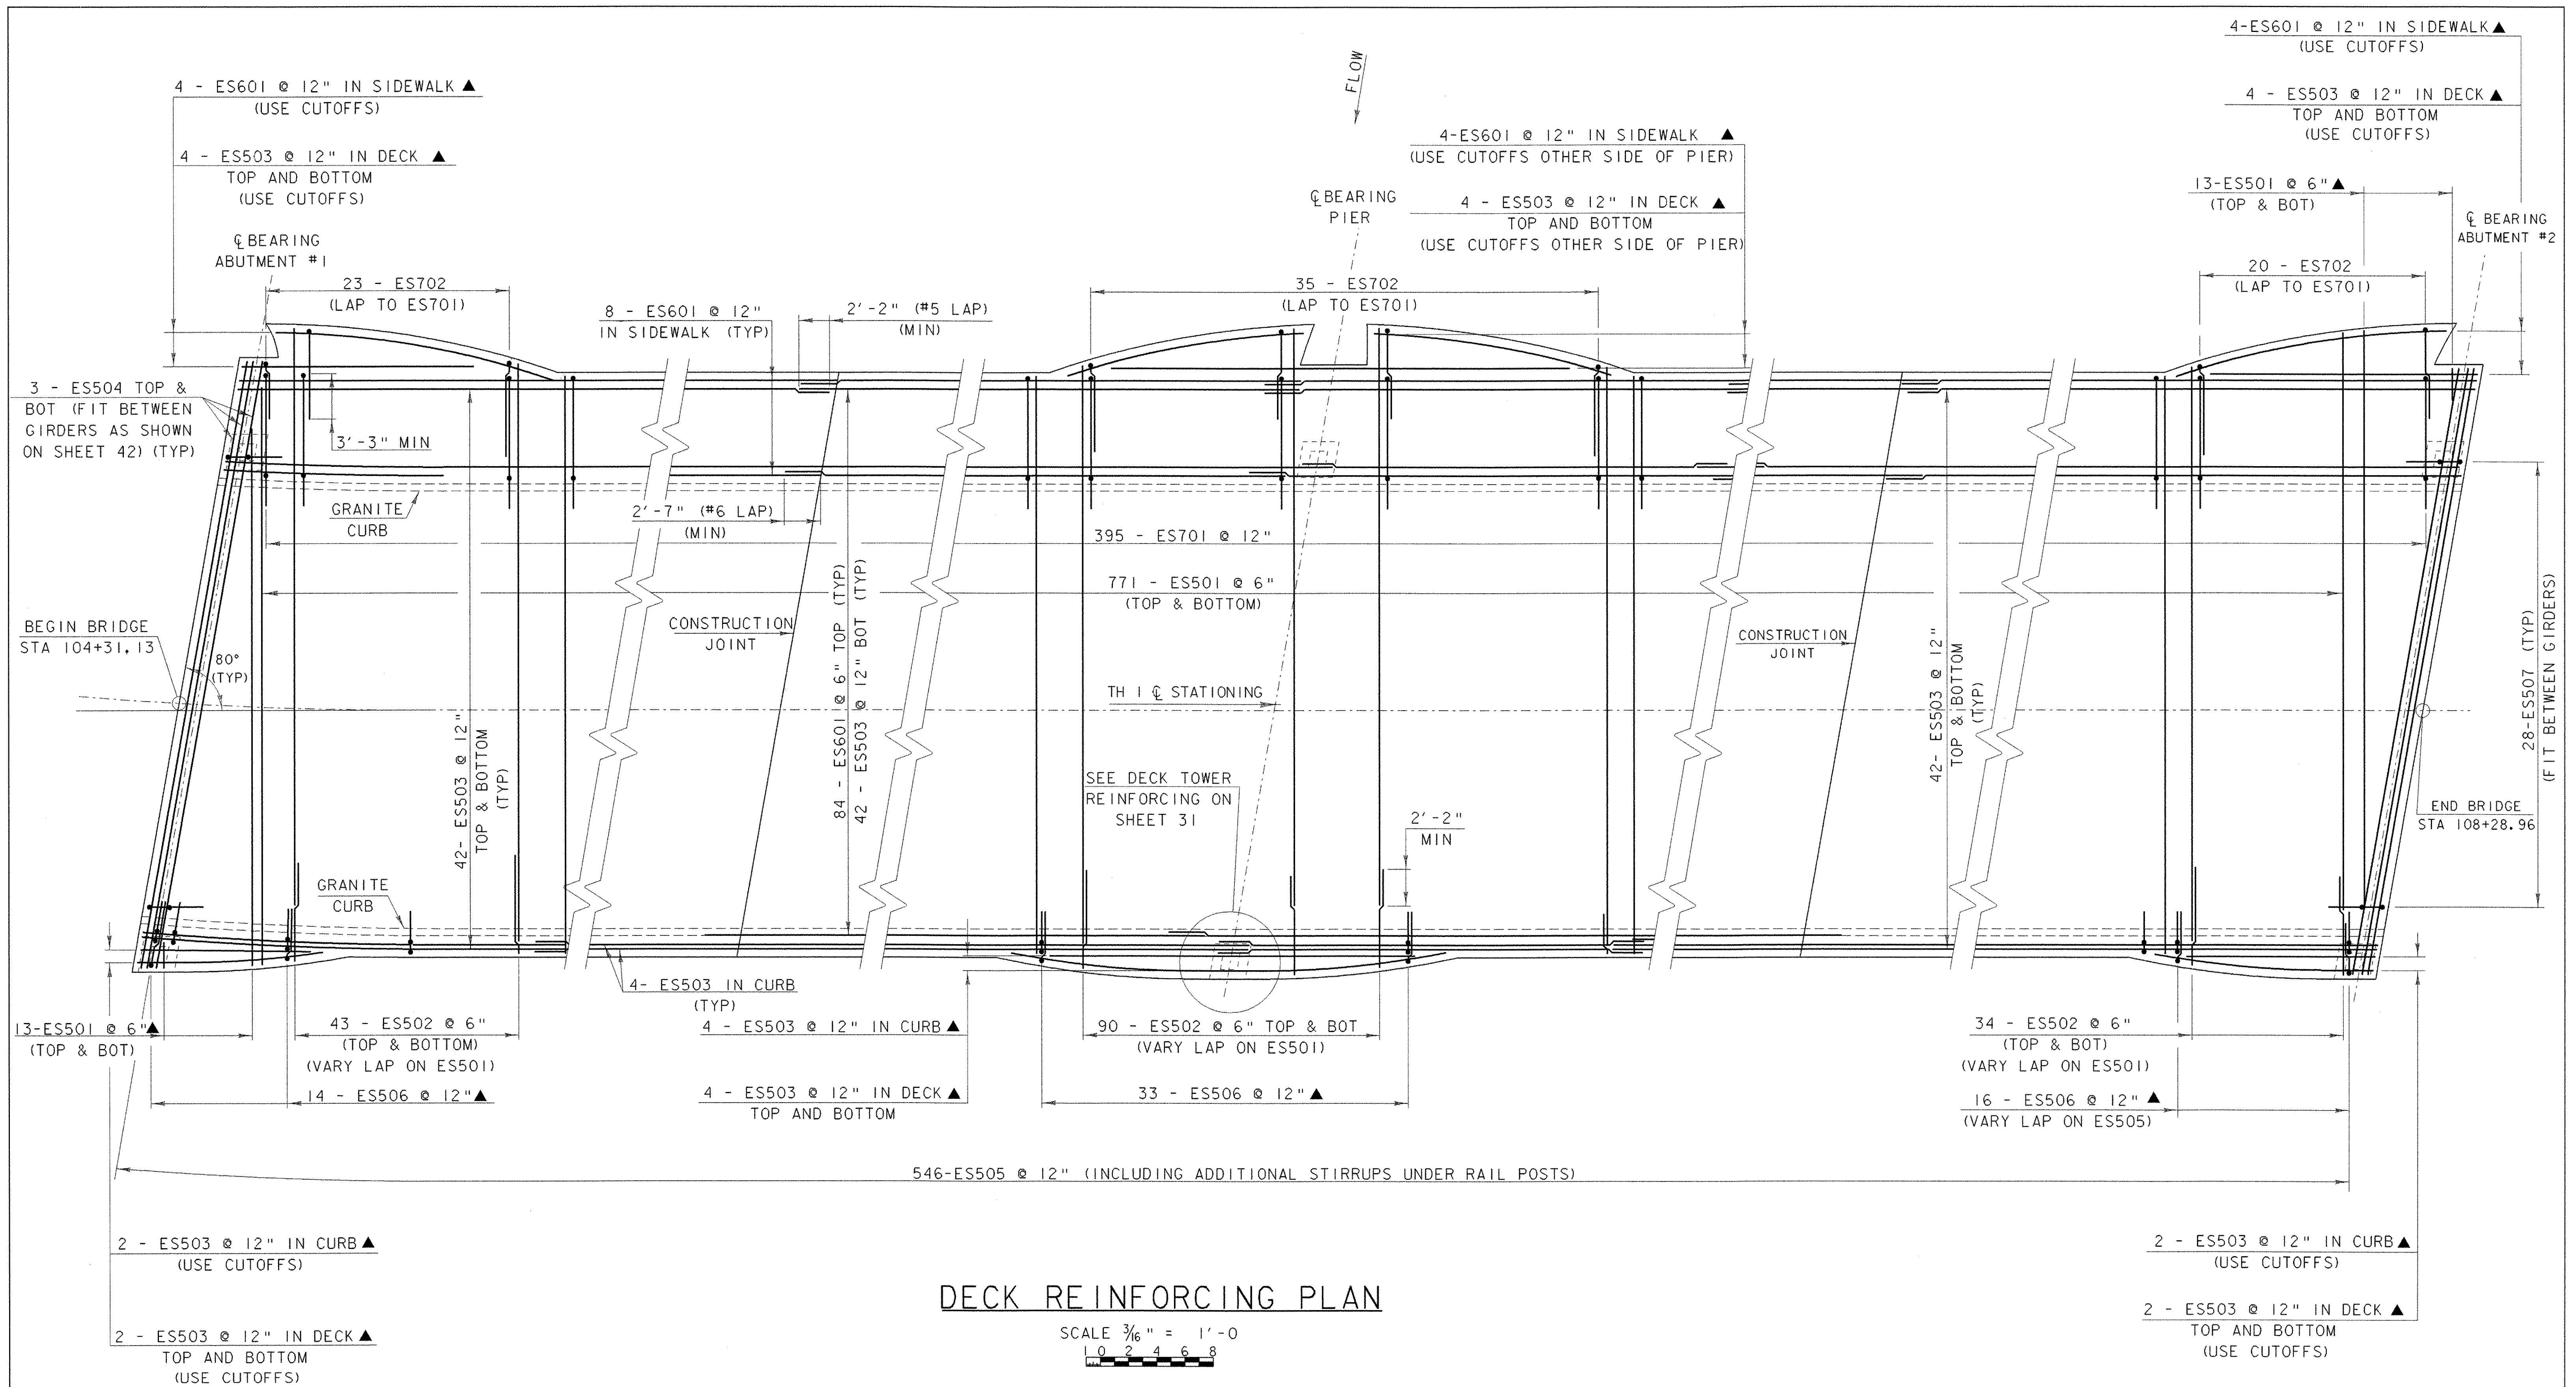 4-ES601 @ 12" IN SIDEWALK ▲
(USE CUTOFFS)
4 - ES503 @ 12" IN DECK ▲
TOP AND BOTTOM
(USE CUTOFFS)
4 - ES601 @ 12" IN SIDEWALK ▲
(USE CUTOFFS)
4 - ES503 @ 12" IN DECK ▲
TOP AND BOTTOM
(USE CUTOFFS)
FLOW
4-ES601 @ 12" IN SIDEWALK ▲
(USE CUTOFFS OTHER SIDE OF PIER)
4 - ES503 @ 12" IN DECK ▲
TOP AND BOTTOM
(USE CUTOFFS OTHER SIDE OF PIER)
℄ BEARING
PIER
13-ES501 @ 6" ▲
(TOP & BOT)
℄ BEARING
ABUTMENT #2
℄ BEARING
ABUTMENT #1
23 - ES702
(LAP TO ES701)
8 - ES601 @ 12"
IN SIDEWALK (TYP)
2'-2" (#5 LAP)
(MIN)
35 - ES702
(LAP TO ES701)
20 - ES702
(LAP TO ES701)
3 - ES504 TOP &
BOT (FIT BETWEEN
GIRDERS AS SHOWN
ON SHEET 42) (TYP)
3'-3" MIN
GRANITE
CURB
2'-7" (#6 LAP)
(MIN)
395 - ES701 @ 12"
771 - ES501 @ 6"
(TOP & BOTTOM)
BEGIN BRIDGE
STA 104+31.13
80°
(TYP)
CONSTRUCTION
JOINT
84 - ES601 @ 6" TOP (TYP)
42 - ES503 @ 12" BOT (TYP)
TH 1 ℄ STATIONING
CONSTRUCTION
JOINT
42- ES503 @ 12"
TOP & BOTTOM
(TYP)
42- ES503 @ 12"
TOP & BOTTOM
(TYP)
28-ES507 (TYP)
(FIT BETWEEN GIRDERS)
SEE DECK TOWER
REINFORCING ON
SHEET 31
2'-2"
MIN
END BRIDGE
STA 108+28.96
GRANITE
CURB
4- ES503 IN CURB
(TYP)
13-ES501 @ 6" ▲
(TOP & BOT)
43 - ES502 @ 6"
(TOP & BOTTOM)
(VARY LAP ON ES501)
4 - ES503 @ 12" IN CURB ▲
90 - ES502 @ 6" TOP & BOT
(VARY LAP ON ES501)
34 - ES502 @ 6"
(TOP & BOT)
(VARY LAP ON ES501)
14 - ES506 @ 12" ▲
4 - ES503 @ 12" IN DECK ▲
TOP AND BOTTOM
33 - ES506 @ 12" ▲
16 - ES506 @ 12" ▲
(VARY LAP ON ES505)
546-ES505 @ 12" (INCLUDING ADDITIONAL STIRRUPS UNDER RAIL POSTS)
2 - ES503 @ 12" IN CURB ▲
(USE CUTOFFS)
2 - ES503 @ 12" IN DECK ▲
TOP AND BOTTOM
(USE CUTOFFS)
2 - ES503 @ 12" IN CURB ▲
(USE CUTOFFS)
2 - ES503 @ 12" IN DECK ▲
TOP AND BOTTOM
(USE CUTOFFS)
DECK REINFORCING PLAN
SCALE 3/16" = 1'-0
1 0 2 4 6 8